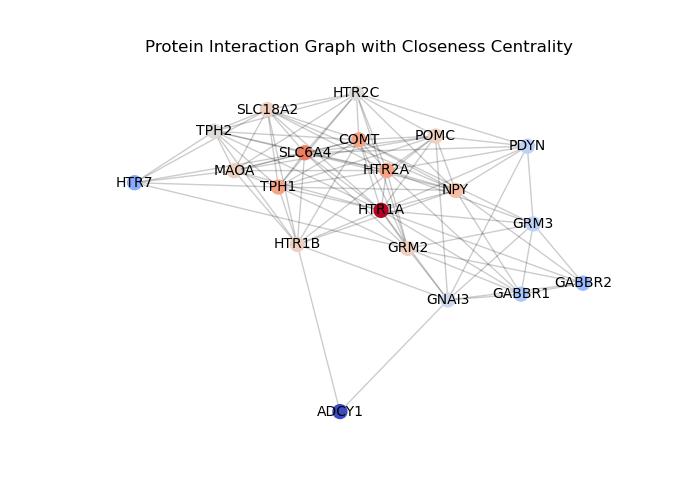 Protein Interaction Graph with Closeness Centrality
HTR2C
SLC18A2
TPH2
COMT
POMC
PDYN
SLC6A4
MAOA
HTR2A
HTR7
TPH1
NPY
HTR1A
GRM3
HTR1B
GRM2
GABBR2
GABBR1
GNAI3
ADCY1